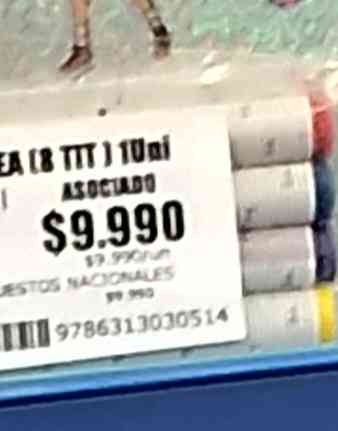 EA (8 TTT ) 1Uni
ASOCIADO
$9.990
$9.990/un
UESTOS NACIONALES
$9.990
9786313030514